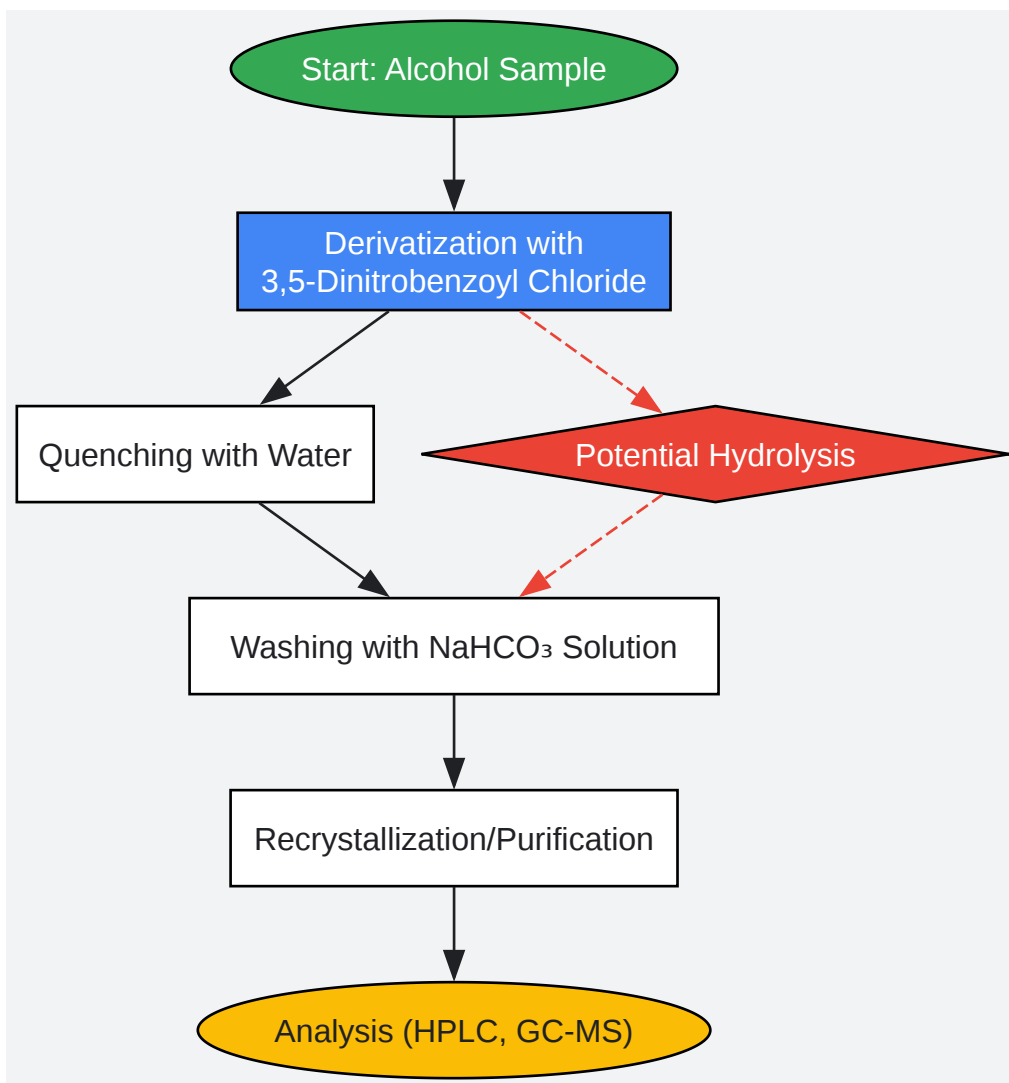 Start: Alcohol Sample
Derivatization with
3,5-Dinitrobenzoyl Chloride
Quenching with Water
Potential Hydrolysis
Washing with NaHCO₃ Solution
Recrystallization/Purification
Analysis (HPLC, GC-MS)